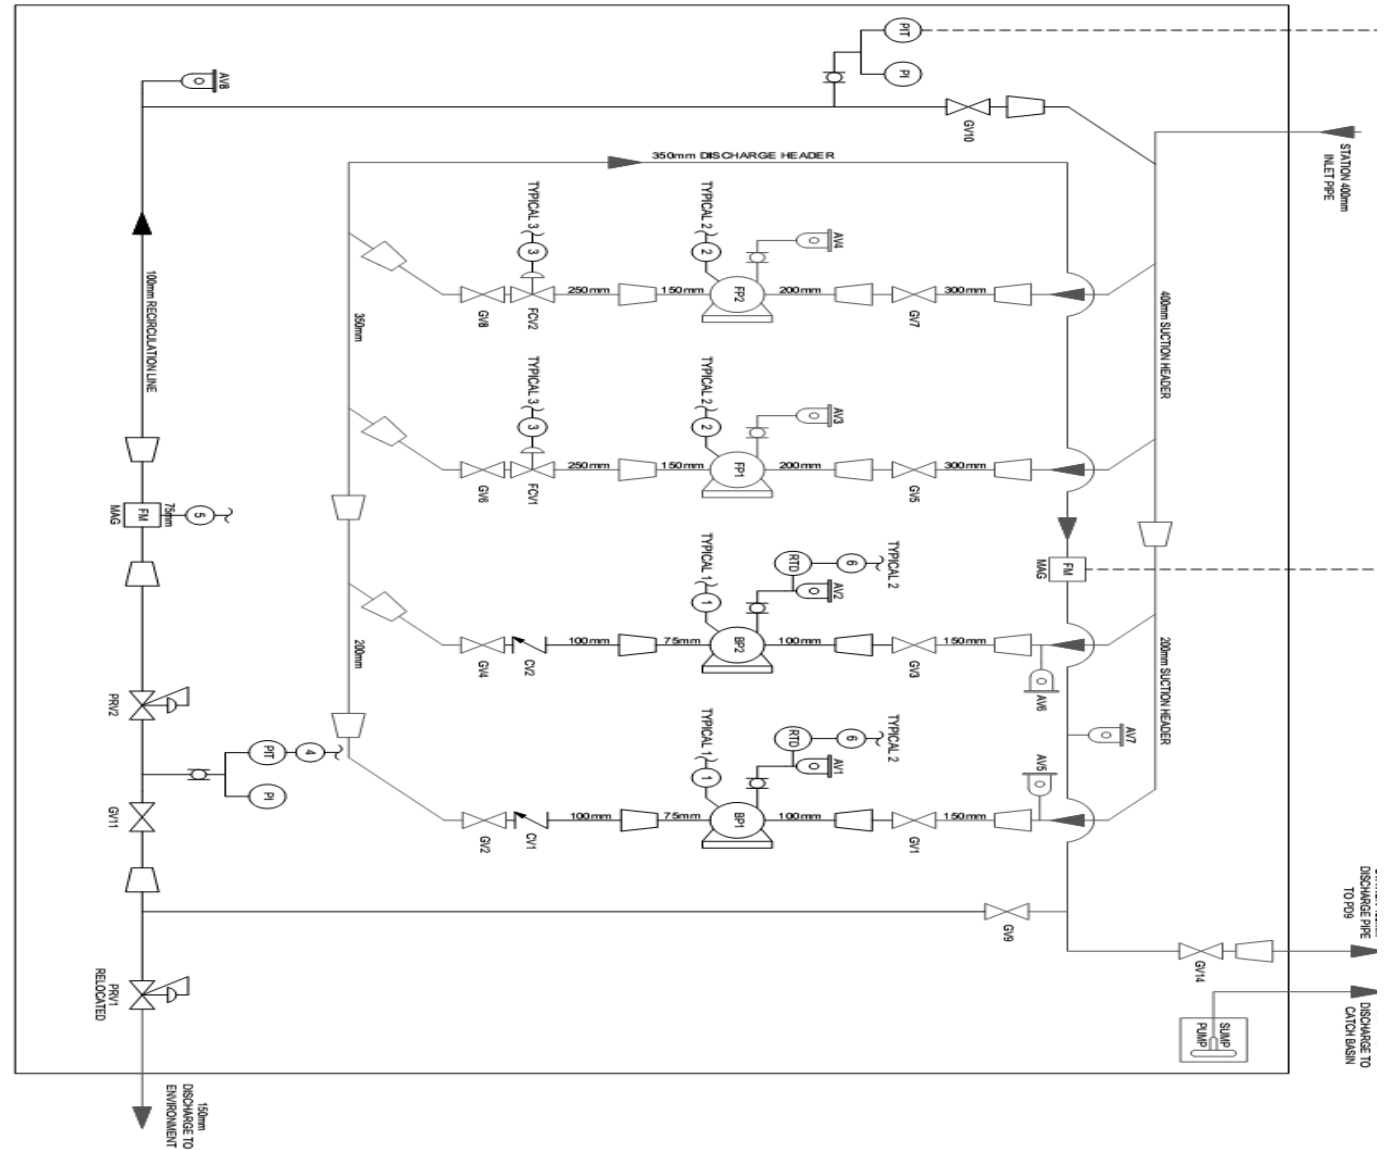 AV8
PIT
PI
GV10
STATION 400mm
INLET PIPE
350mm DISCHARGE HEADER
TYPICAL 3
3
TYPICAL 2
2
AV4
FP2
250mm
150mm
200mm
300mm
GV8
FCV2
GV7
350mm
400mm SUCTION HEADER
100mm RECIRCULATION LINE
TYPICAL 3
3
TYPICAL 2
2
AV3
FP1
250mm
150mm
200mm
300mm
GV6
FCV1
GV5
FM
MAG
75mm
5
FM
MAG
TYPICAL 1
1
RTD
6
TYPICAL 2
AV2
BP2
100mm
75mm
100mm
150mm
GV4
CV2
GV3
AV6
200mm
200mm SUCTION HEADER
PRV2
PIT
4
PI
GV11
TYPICAL 1
1
RTD
6
TYPICAL 2
AV1
AV7
AV5
BP1
100mm
75mm
100mm
150mm
GV2
CV1
GV1
GV9
GV14
DISCHARGE PIPE
TO PD9
PRV1
RELOCATED
SUMP
PUMP
DISCHARGE TO
CATCH BASIN
150mm
DISCHARGE TO
ENVIRONMENT